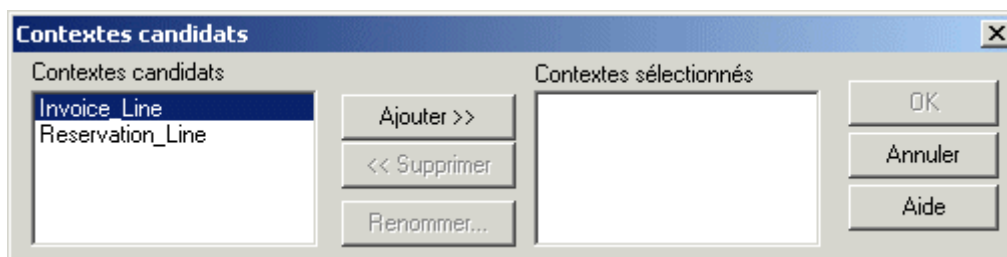 Contextes candidats
Contextes candidats
Invoice_Line
Reservation_Line
Ajouter >>
<< Supprimer
Renommer...
Contextes sélectionnés
OK
Annuler
Aide